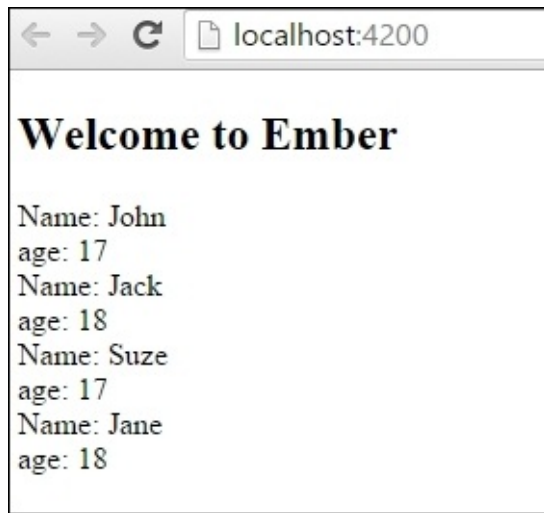 localhost:4200
Welcome to Ember
Name: John
age: 17
Name: Jack
age: 18
Name: Suze
age: 17
Name: Jane
age: 18